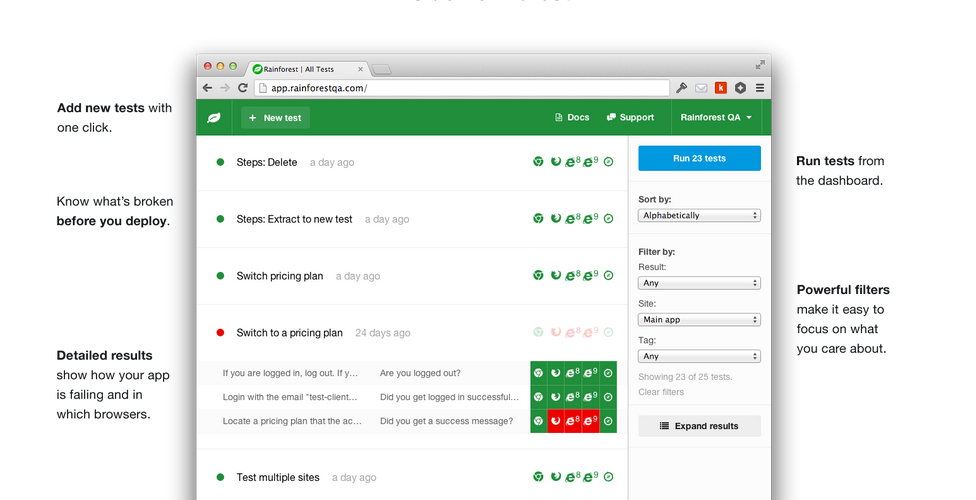 Rainforest | All Tests
app.rainforestqa.com/
k
+ New test
Docs
Support
Rainforest QA
Add new tests with
one click.
Know what's broken
before you deploy.
Detailed results
show how your app
is failing and in
which browsers.
Steps: Delete a day ago 8 9
Steps: Extract to new test a day ago 8 9
Switch pricing plan a day ago 8 9
Switch to a pricing plan 24 days ago 8 9
If you are logged in, log out. If y... Are you logged out? 8 9
Login with the email "test-client... Did you get logged in successful... 8 9
Locate a pricing plan that the ac... Did you get a success message? 8 9
Test multiple sites a day ago 8 9
Run 23 tests
Sort by:
Alphabetically
Filter by:
Result:
Any
Site:
Main app
Tag:
Any
Showing 23 of 25 tests.
Clear filters
Expand results
Run tests from
the dashboard.
Powerful filters
make it easy to
focus on what
you care about.